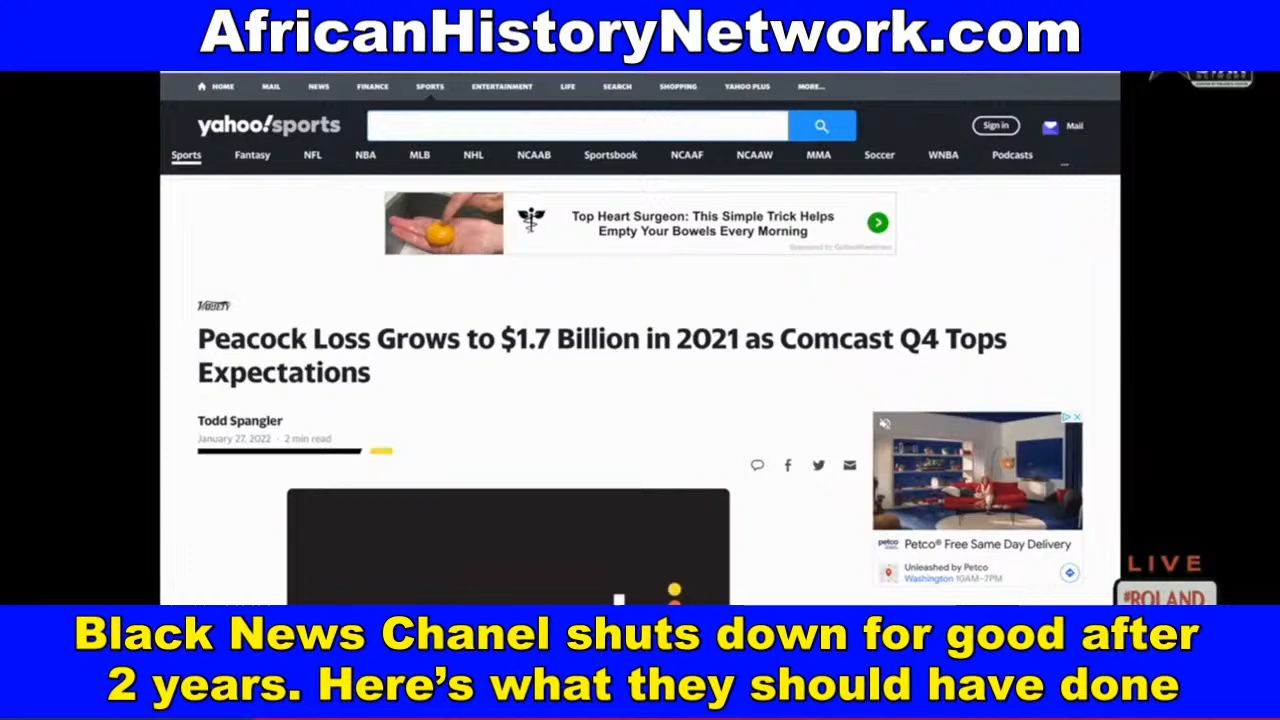 AfricanHistoryNetwork.com
HOME MAIL NEWS FINANCE SPORTS ENTERTAINMENT LIFE SEARCH SHOPPING YAHOO PLUS MORE...
yahoo!sports
Sign in
Mail
Sports Fantasy NFL NBA MLB NHL NCAAB Sportsbook NCAAF NCAAW MMA Soccer WNBA Podcasts ...
Top Heart Surgeon: This Simple Trick Helps
Empty Your Bowels Every Morning
VARIETY
Peacock Loss Grows to $1.7 Billion in 2021 as Comcast Q4 Tops
Expectations
Todd Spangler
January 27, 2022 · 2 min read
petco
Petco® Free Same Day Delivery
Unleashed by Petco
Washington 10AM–7PM
LIVE
#ROLAND
Black News Chanel shuts down for good after
2 years. Here's what they should have done